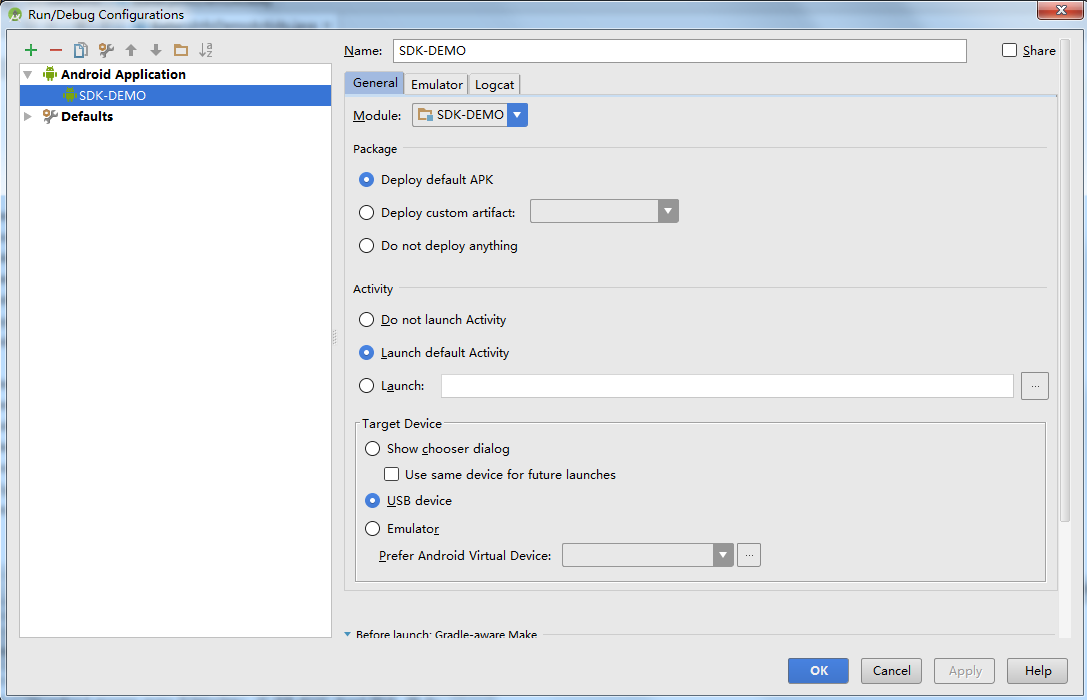 Run/Debug Configurations
Name: SDK-DEMO
Share
Android Application
SDK-DEMO
Defaults
General Emulator Logcat
Module: SDK-DEMO
Package
Deploy default APK
Deploy custom artifact:
Do not deploy anything
Activity
Do not launch Activity
Launch default Activity
Launch:
...
Target Device
Show chooser dialog
Use same device for future launches
USB device
Emulator
Prefer Android Virtual Device:
...
Before launch: Gradle-aware Make
OK Cancel Apply Help